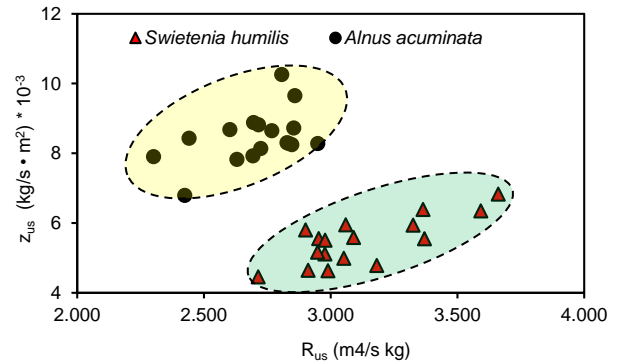 12
Swietenia humilis
Alnus acuminata
10
8
6
4
z_us (kg/s • m²) * 10⁻³
2.000
2.500
3.000
3.500
4.000
R_us (m4/s kg)